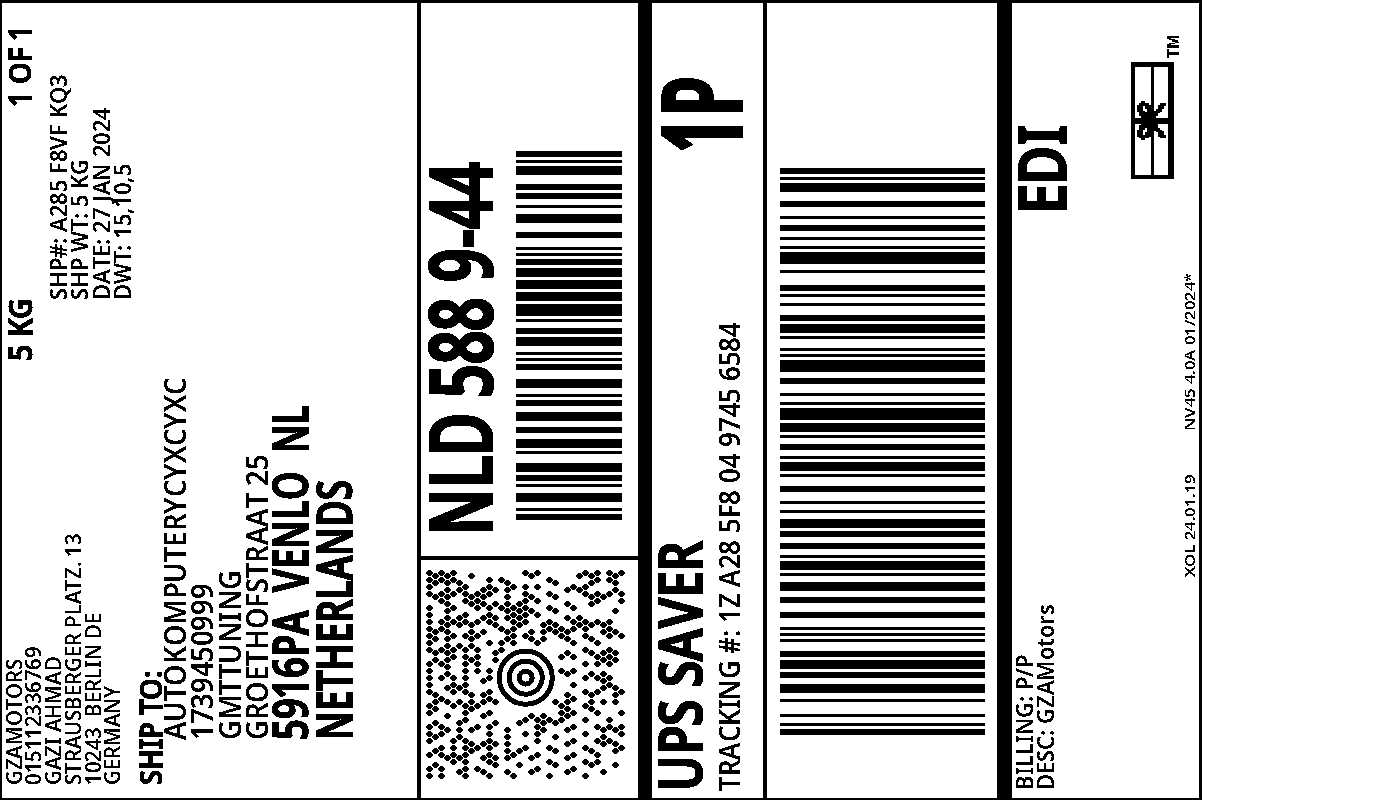 GZAMOTORS
015112336769
GAZI AHMAD
STRAUSBERGER PLATZ. 13
10243 BERLIN DE
GERMANY
5 KG
1 OF 1
SHP#: A285 F8VF KQ3
SHP WT: 5 KG
DATE: 27 JAN 2024
DWT: 15,10,5
SHIP TO:
AUTOKOMPUTERYCYXCYXC
1739450999
GMTTUNING
GROETHOFSTRAAT 25
5916PA VENLO NL
NETHERLANDS
NLD 588 9-44
UPS SAVER
1P
TRACKING #: 1Z A28 5F8 04 9745 6584
BILLING: P/P
DESC: GZAMotors
EDI
TM
XOL 24.01.19 NV45 4.0A 01/2024*